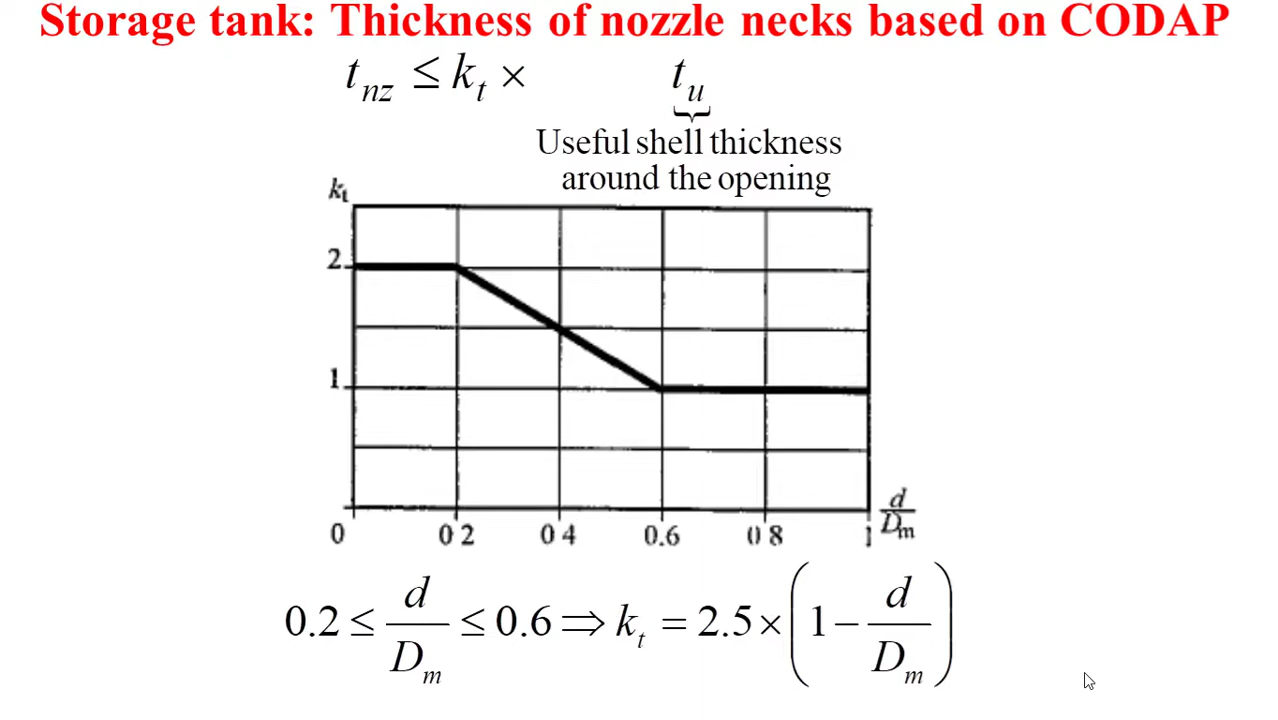 Storage tank: Thickness of nozzle necks based on CODAP
t_nz ≤ k_t × t_u
Useful shell thickness
around the opening
k_t
2
1
0 0 2 0 4 0.6 0 8 1
d/D_m
0.2 ≤ d/D_m ≤ 0.6 ⇒ k_t = 2.5 × (1 − d/D_m)